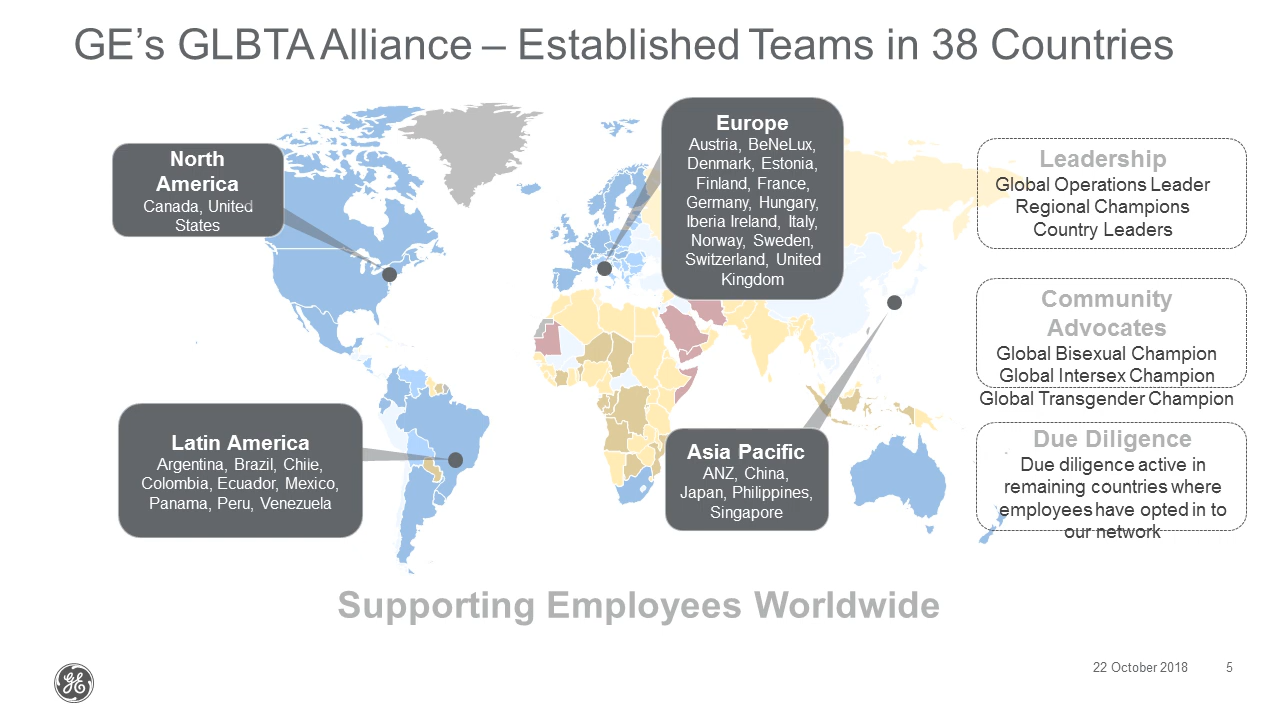 GE’s GLBTA Alliance – Established Teams in 38 Countries
North
America
Canada, United
States
Europe
Austria, BeNeLux,
Denmark, Estonia,
Finland, France,
Germany, Hungary,
Iberia Ireland, Italy,
Norway, Sweden,
Switzerland, United
Kingdom
Latin America
Argentina, Brazil, Chile,
Colombia, Ecuador, Mexico,
Panama, Peru, Venezuela
Asia Pacific
ANZ, China,
Japan, Philippines,
Singapore
Leadership
Global Operations Leader
Regional Champions
Country Leaders
Community
Advocates
Global Bisexual Champion
Global Intersex Champion
Global Transgender Champion
Due Diligence
Due diligence active in
remaining countries where
employees have opted in to
our network
Supporting Employees Worldwide
GE
22 October 2018
5